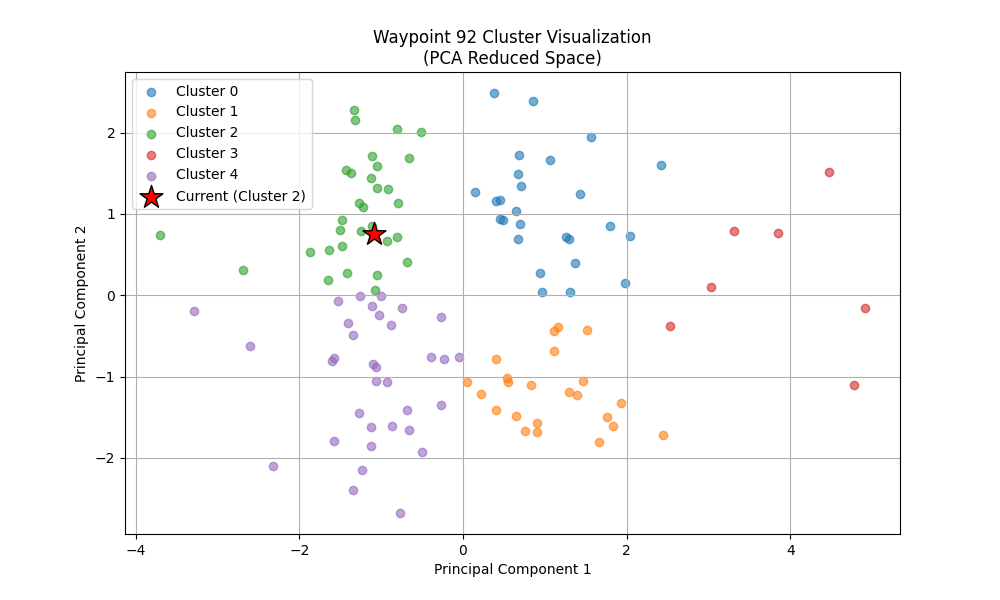 Waypoint 92 Cluster Visualization
(PCA Reduced Space)
Cluster 0
Cluster 1
Cluster 2
Cluster 3
Cluster 4
Current (Cluster 2)
Principal Component 2
2
1
0
−1
−2
−4
−2
0
2
4
Principal Component 1